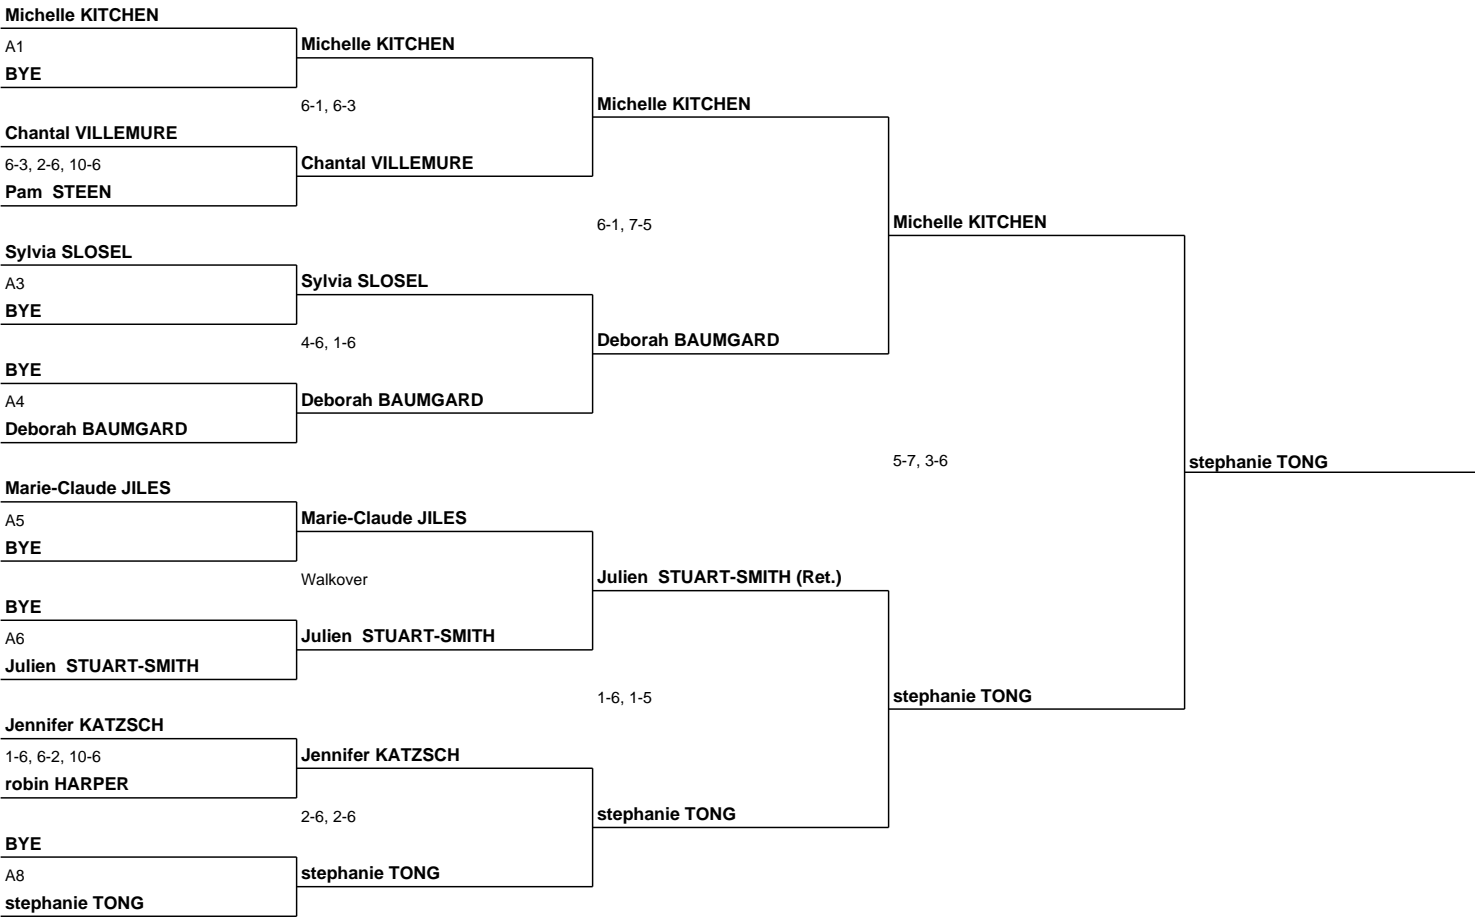 Michelle KITCHEN
A1
BYE
Chantal VILLEMURE
6-3, 2-6, 10-6
Pam  STEEN
Sylvia SLOSEL
A3
BYE
BYE
A4
Deborah BAUMGARD
Marie-Claude JILES
A5
BYE
BYE
A6
Julien  STUART-SMITH
Jennifer KATZSCH
1-6, 6-2, 10-6
robin HARPER
BYE
A8
stephanie TONG
Michelle KITCHEN
6-1, 6-3
Chantal VILLEMURE
Sylvia SLOSEL
4-6, 1-6
Deborah BAUMGARD
Marie-Claude JILES
Walkover
Julien  STUART-SMITH
Jennifer KATZSCH
2-6, 2-6
stephanie TONG
Michelle KITCHEN
6-1, 7-5
Deborah BAUMGARD
Julien  STUART-SMITH (Ret.)
1-6, 1-5
stephanie TONG
Michelle KITCHEN
5-7, 3-6
stephanie TONG
stephanie TONG